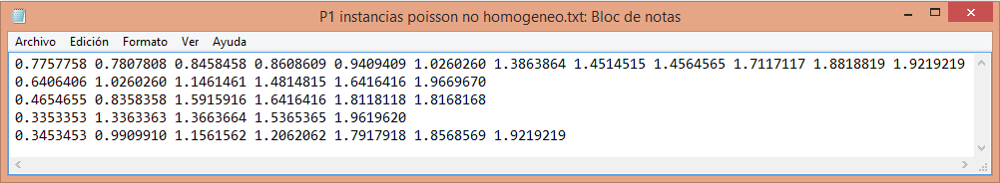 P1 instancias poisson no homogeneo.txt: Bloc de notas
Archivo Edición Formato Ver Ayuda
0.7757758 0.7807808 0.8458458 0.8608609 0.9409409 1.0260260 1.3863864 1.4514515 1.4564565 1.7117117 1.8818819 1.9219219
0.6406406 1.0260260 1.1461461 1.4814815 1.6416416 1.9669670
0.4654655 0.8358358 1.5915916 1.6416416 1.8118118 1.8168168
0.3353353 1.3363363 1.3663664 1.5365365 1.9619620
0.3453453 0.9909910 1.1561562 1.2062062 1.7917918 1.8568569 1.9219219